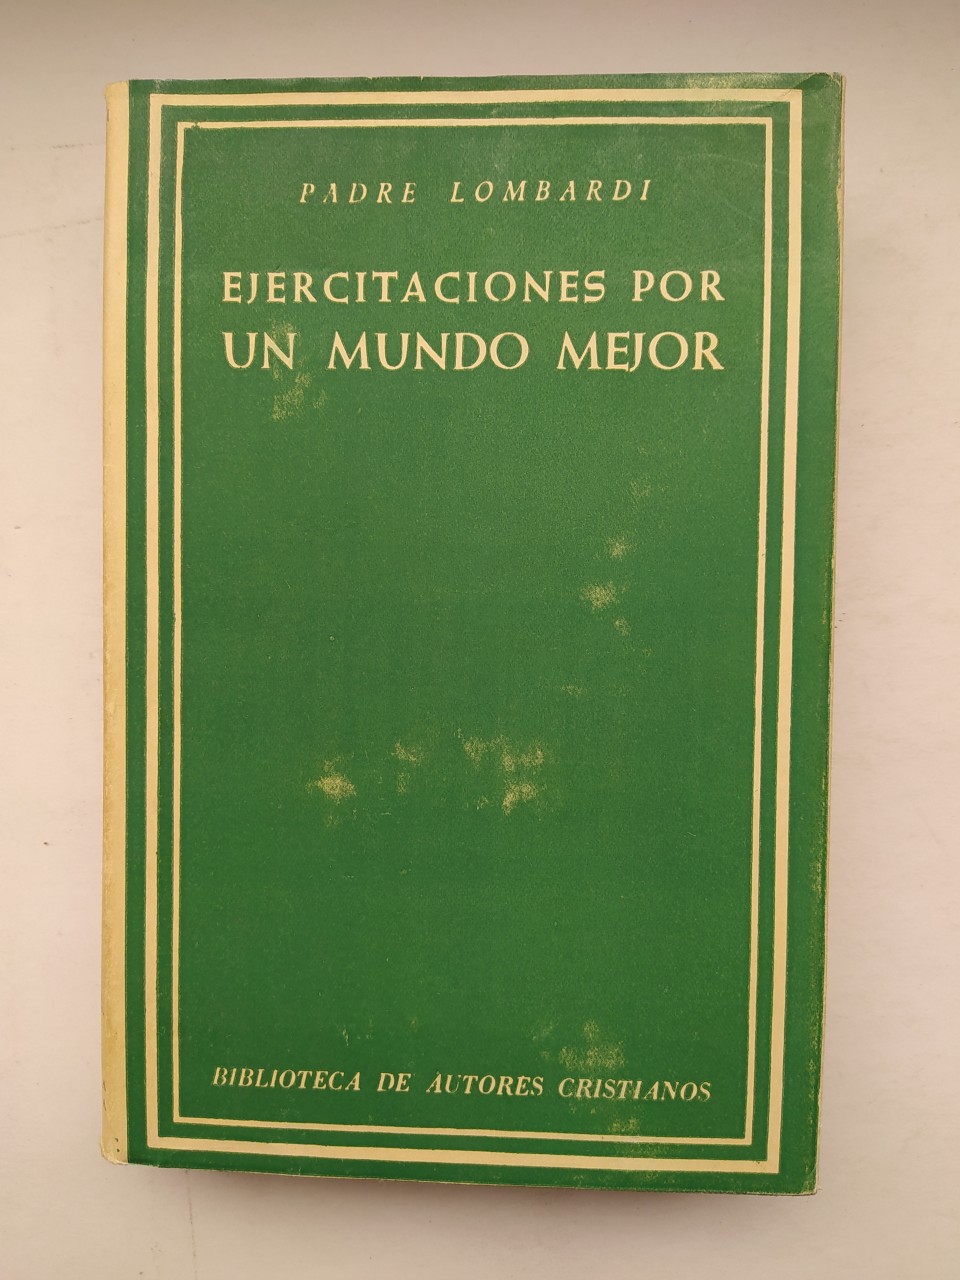 PADRE LOMBARDI
EJERCITACIONES POR
UN MUNDO MEJOR
BIBLIOTECA DE AUTORES CRISTIANOS